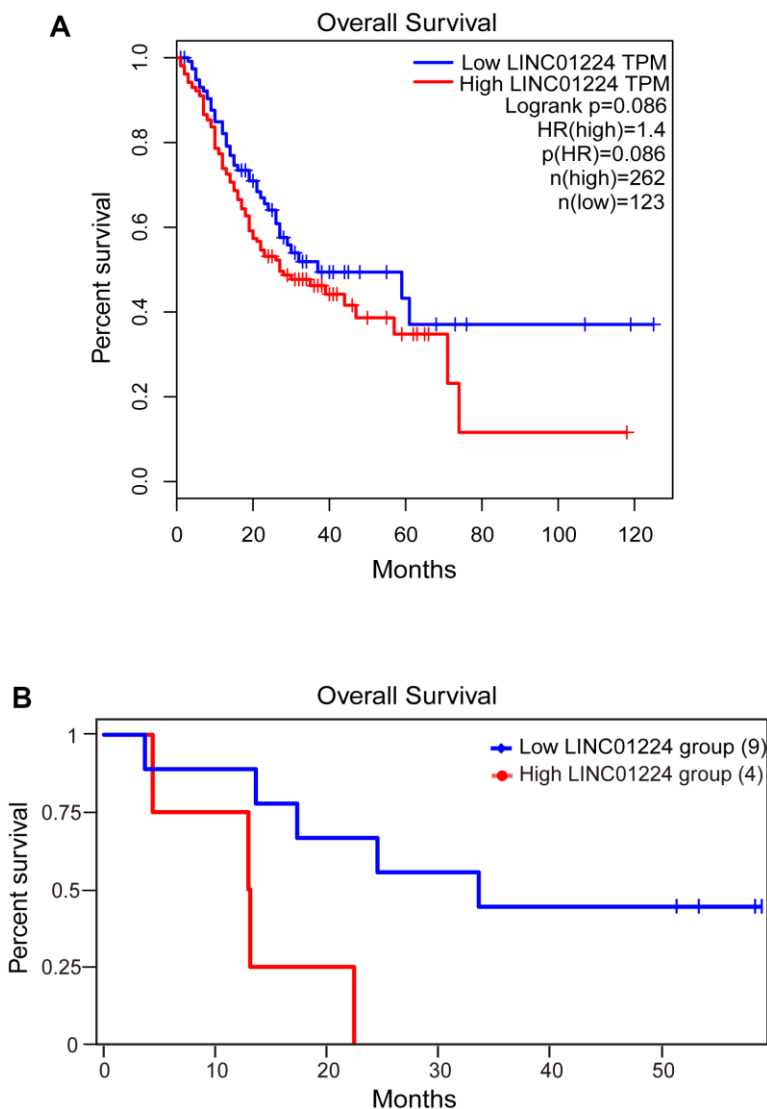 A
Overall Survival
Low LINC01224 TPM
High LINC01224 TPM
Logrank p=0.086
HR(high)=1.4
p(HR)=0.086
n(high)=262
n(low)=123
Percent survival
1.0
0.8
0.6
0.4
0.2
0.0
0 20 40 60 80 100 120
Months
B
Overall Survival
Low LINC01224 group (9)
High LINC01224 group (4)
Percent survival
1
0.75
0.5
0.25
0
0 10 20 30 40 50
Months